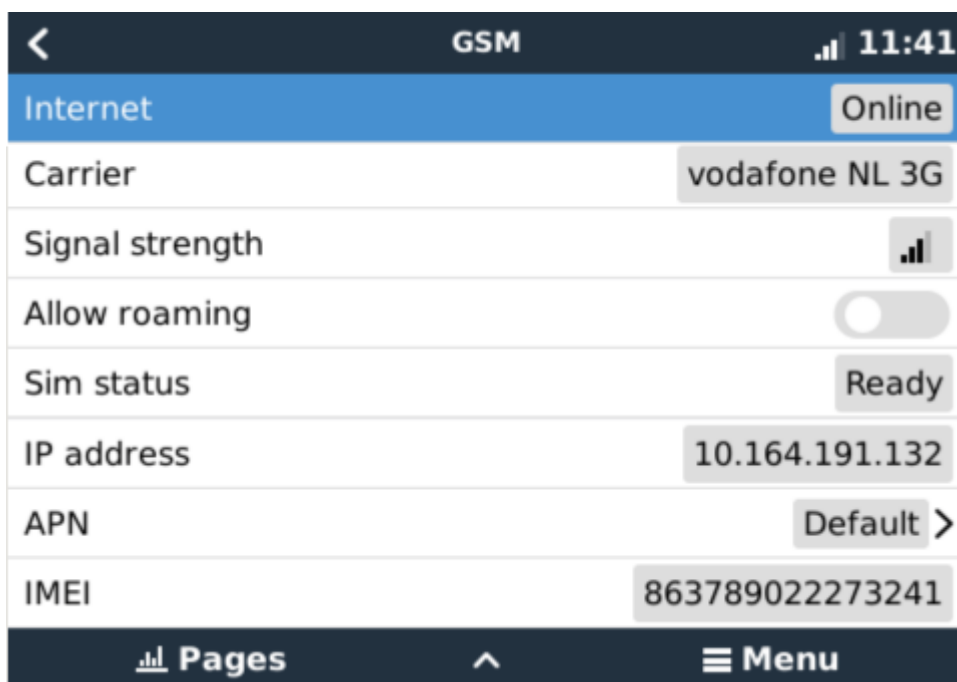 GSM 11:41
Internet Online
Carrier vodafone NL 3G
Signal strength
Allow roaming
Sim status Ready
IP address 10.164.191.132
APN Default
IMEI 863789022273241
Pages Menu